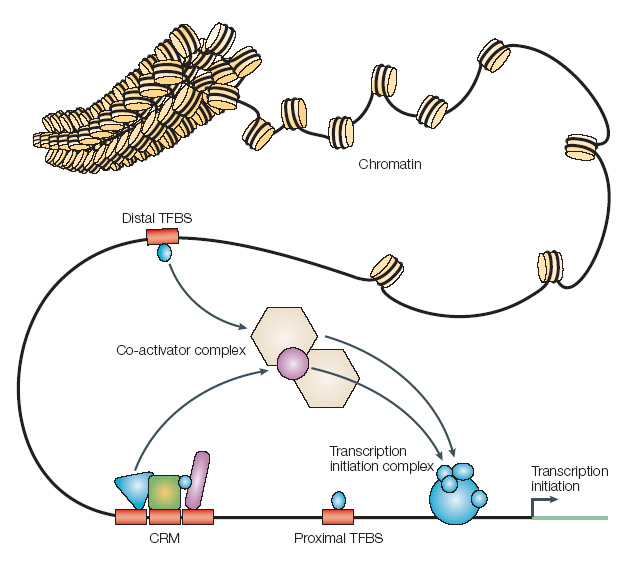 Chromatin
Distal TFBS
Co-activator complex
Transcription
initiation complex
Transcription
initiation
CRM
Proximal TFBS